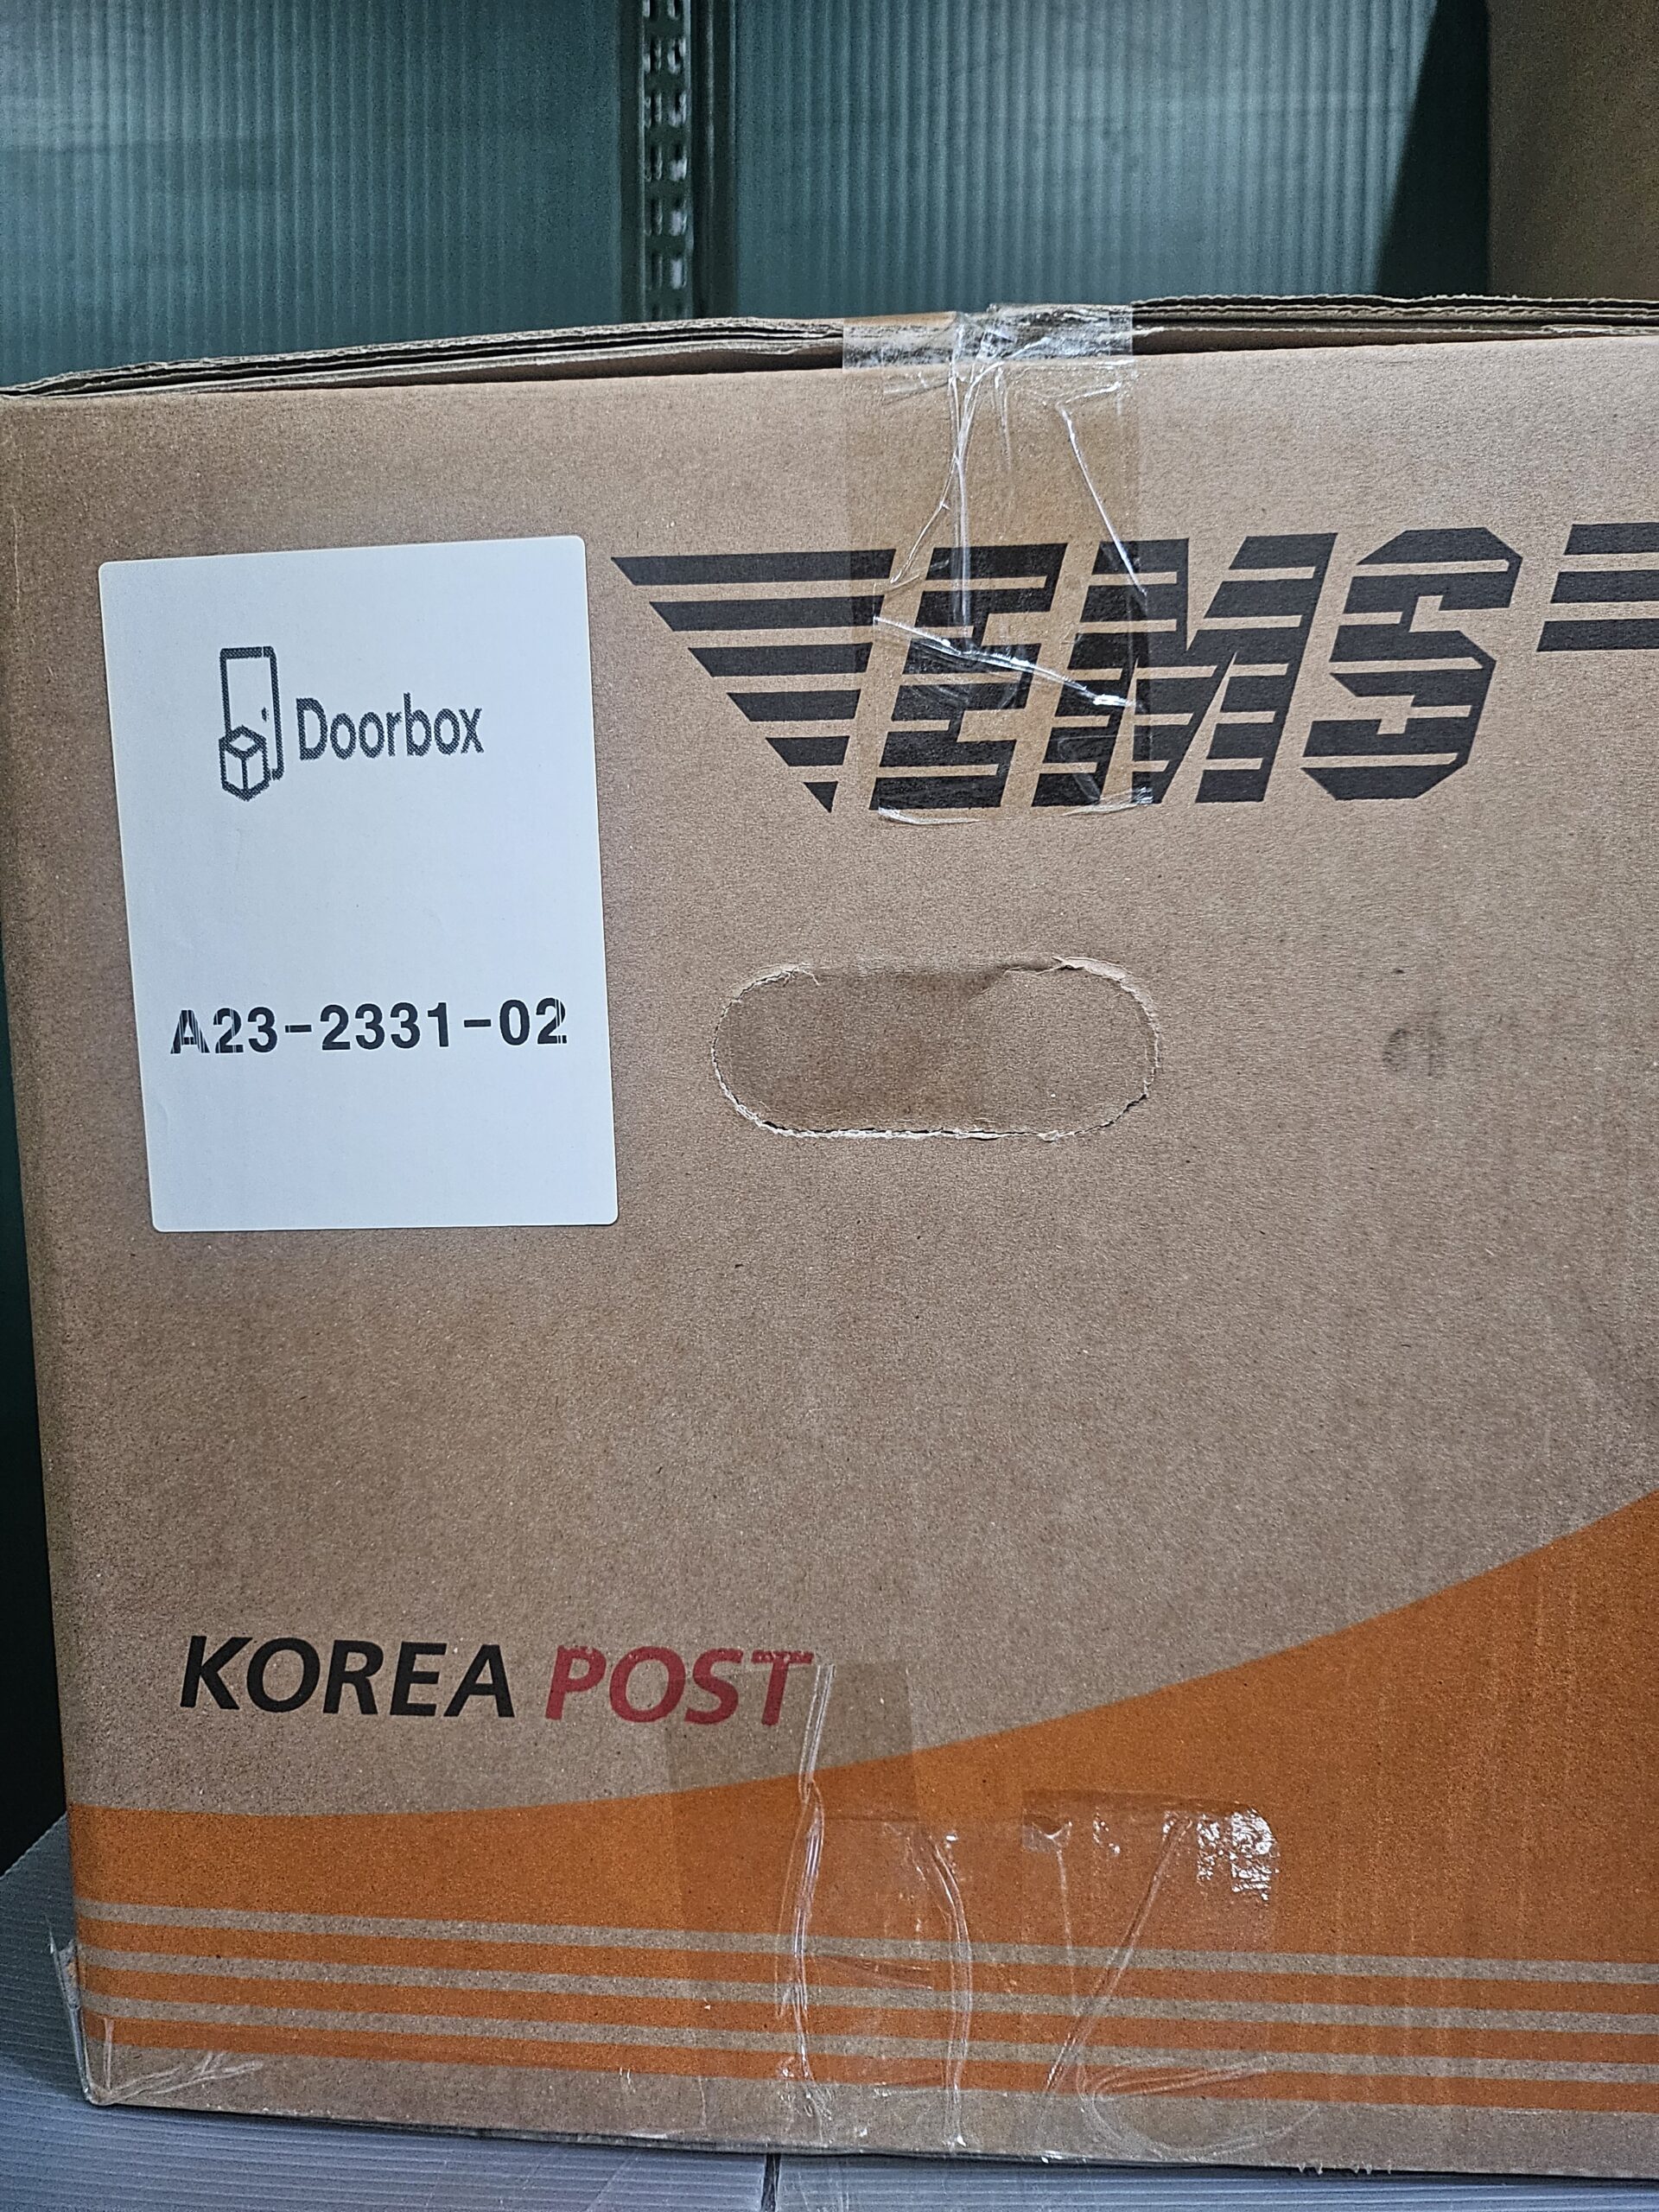 Doorbox
A23-2331-02
EMS
KOREA POST